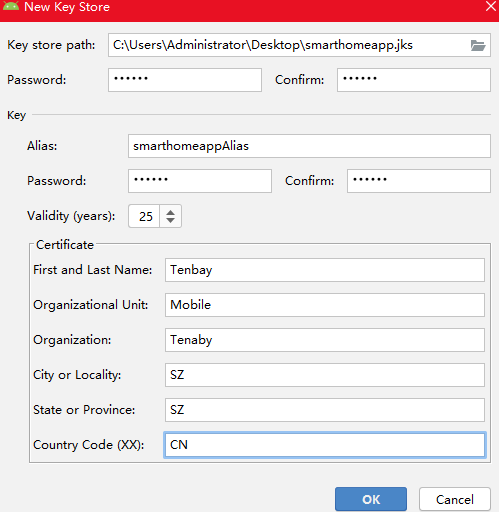 New Key Store
Key store path: C:\Users\Administrator\Desktop\smarthomeapp.jks
Password: •••••• Confirm: ••••••
Key
Alias: smarthomeappAlias
Password: •••••• Confirm: ••••••
Validity (years): 25
Certificate
First and Last Name: Tenbay
Organizational Unit: Mobile
Organization: Tenaby
City or Locality: SZ
State or Province: SZ
Country Code (XX): CN
OK Cancel